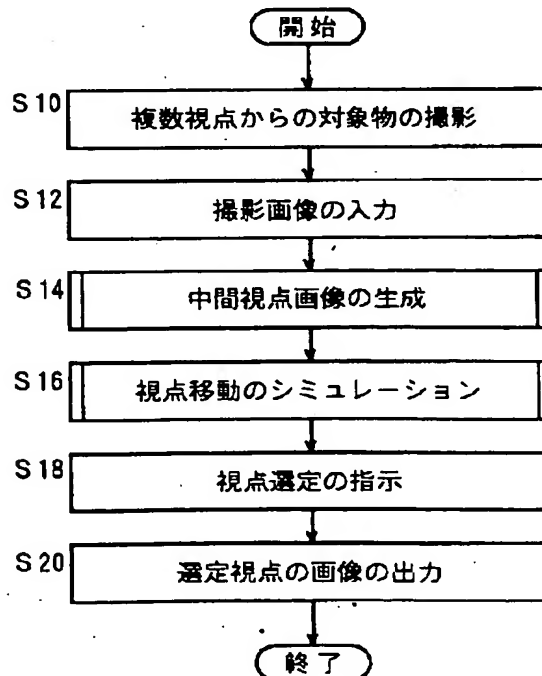 開始
S10 複数視点からの対象物の撮影
S12 撮影画像の入力
S14 中間視点画像の生成
S16 視点移動のシミュレーション
S18 視点選定の指示
S20 選定視点の画像の出力
終了